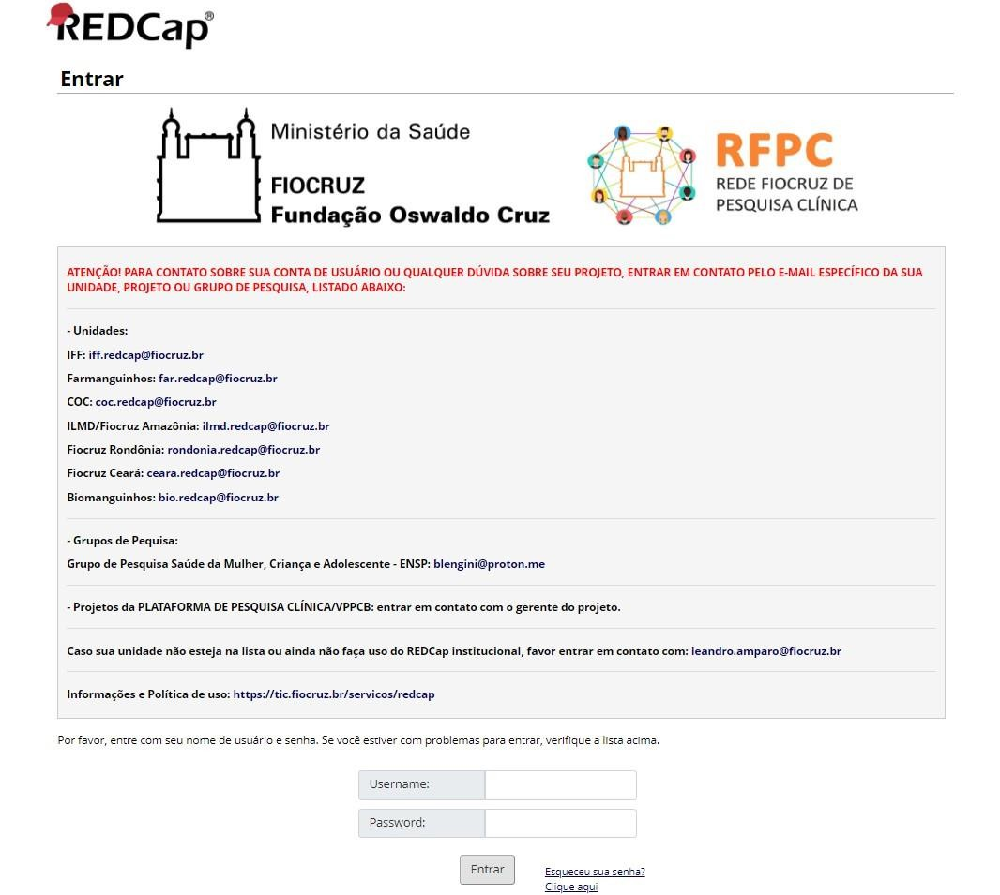 REDCap®
Entrar
Ministério da Saúde
FIOCRUZ
Fundação Oswaldo Cruz
RFPC
REDE FIOCRUZ DE
PESQUISA CLÍNICA
ATENÇÃO! PARA CONTATO SOBRE SUA CONTA DE USUÁRIO OU QUALQUER DÚVIDA SOBRE SEU PROJETO, ENTRAR EM CONTATO PELO E-MAIL ESPECÍFICO DA SUA
UNIDADE, PROJETO OU GRUPO DE PESQUISA, LISTADO ABAIXO:
- Unidades:
IFF: iff.redcap@fiocruz.br
Farmanguinhos: far.redcap@fiocruz.br
COC: coc.redcap@fiocruz.br
ILMD/Fiocruz Amazônia: ilmd.redcap@fiocruz.br
Fiocruz Rondônia: rondonia.redcap@fiocruz.br
Fiocruz Ceará: ceara.redcap@fiocruz.br
Biomanguinhos: bio.redcap@fiocruz.br
- Grupos de Pequisa:
Grupo de Pesquisa Saúde da Mulher, Criança e Adolescente - ENSP: blengini@proton.me
- Projetos da PLATAFORMA DE PESQUISA CLÍNICA/VPPCB: entrar em contato com o gerente do projeto.
Caso sua unidade não esteja na lista ou ainda não faça uso do REDCap institucional, favor entrar em contato com: leandro.amparo@fiocruz.br
Informações e Política de uso: https://tic.fiocruz.br/servicos/redcap
Por favor, entre com seu nome de usuário e senha. Se você estiver com problemas para entrar, verifique a lista acima.
Username:
Password:
Entrar
Esqueceu sua senha?
Clique aqui